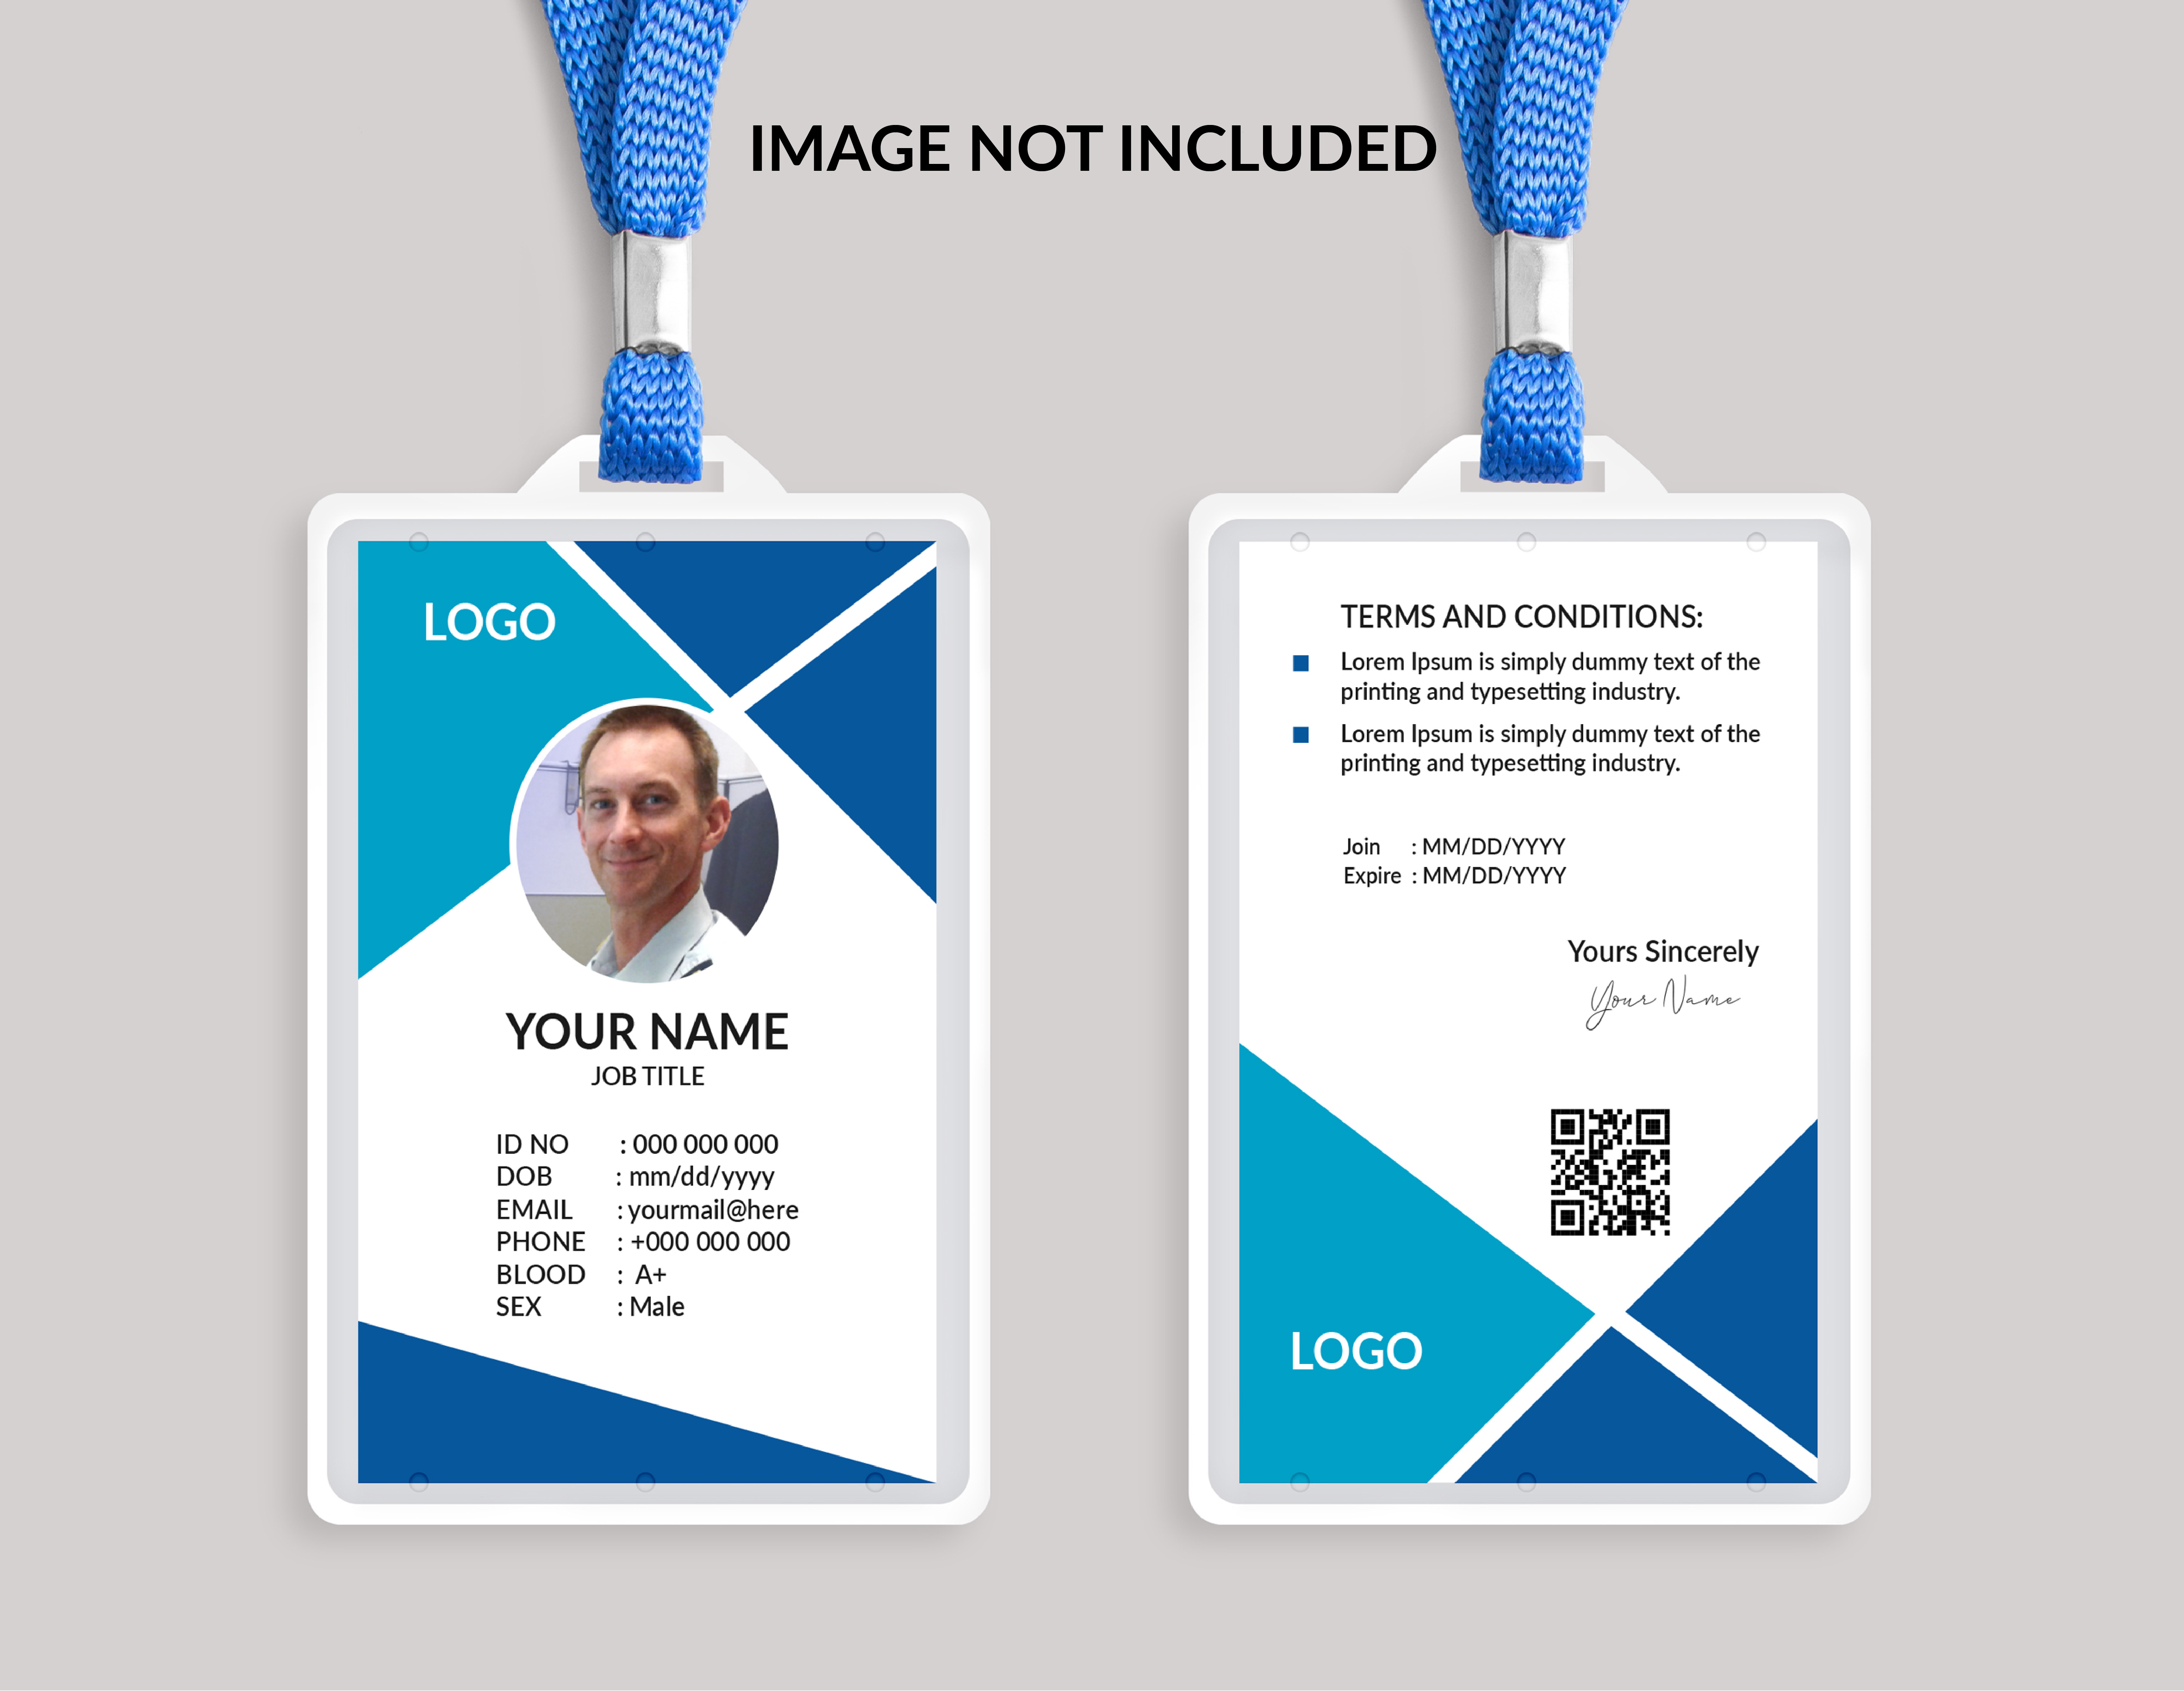 IMAGE NOT INCLUDED
LOGO
YOUR NAME
JOB TITLE
ID NO : 000 000 000
DOB : mm/dd/yyyy
EMAIL : yourmail@here
PHONE : +000 000 000
BLOOD : A+
SEX : Male
TERMS AND CONDITIONS:
Lorem Ipsum is simply dummy text of the
printing and typesetting industry.
Lorem Ipsum is simply dummy text of the
printing and typesetting industry.
Join : MM/DD/YYYY
Expire : MM/DD/YYYY
Yours Sincerely
Your Name
LOGO